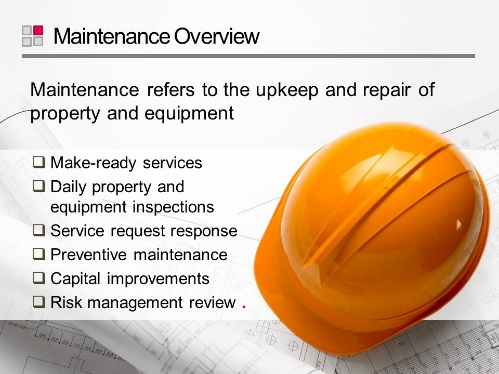 Maintenance Overview
Maintenance refers to the upkeep and repair of
property and equipment
Make-ready services
Daily property and
equipment inspections
Service request response
Preventive maintenance
Capital improvements
Risk management review .